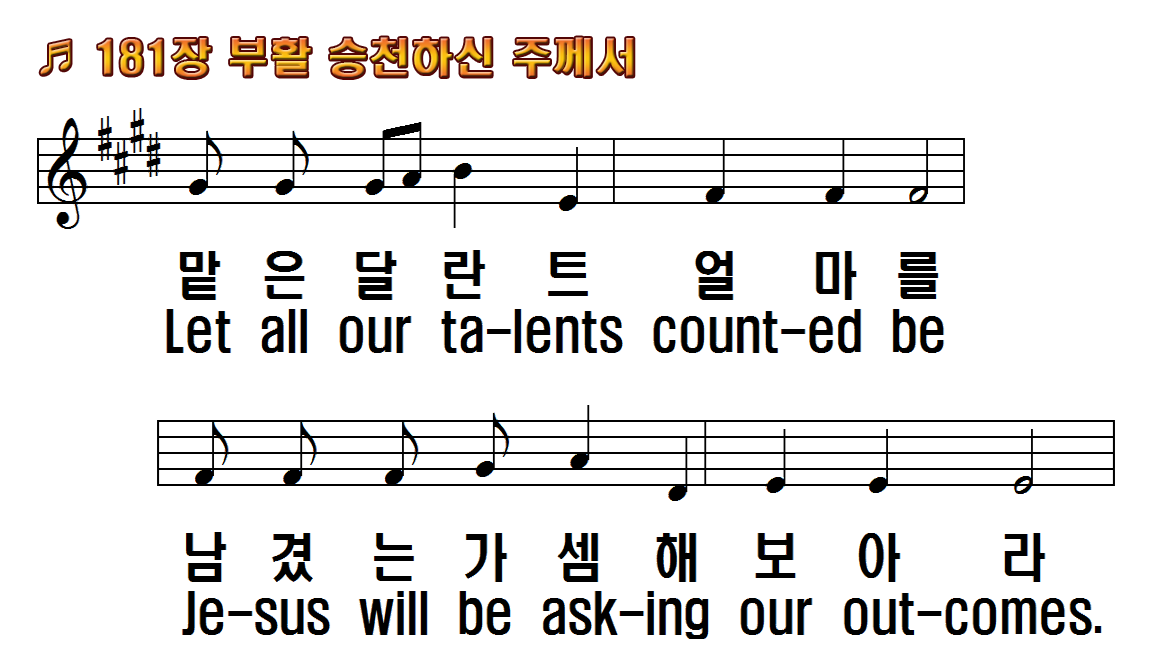 181장 부활 승천하신 주께서
맡 은 달 란 트 얼 마 를
Let all our ta-lents count-ed be
남 겼 는 가 셈 해 보 아 라
Je-sus will be ask-ing our out-comes.